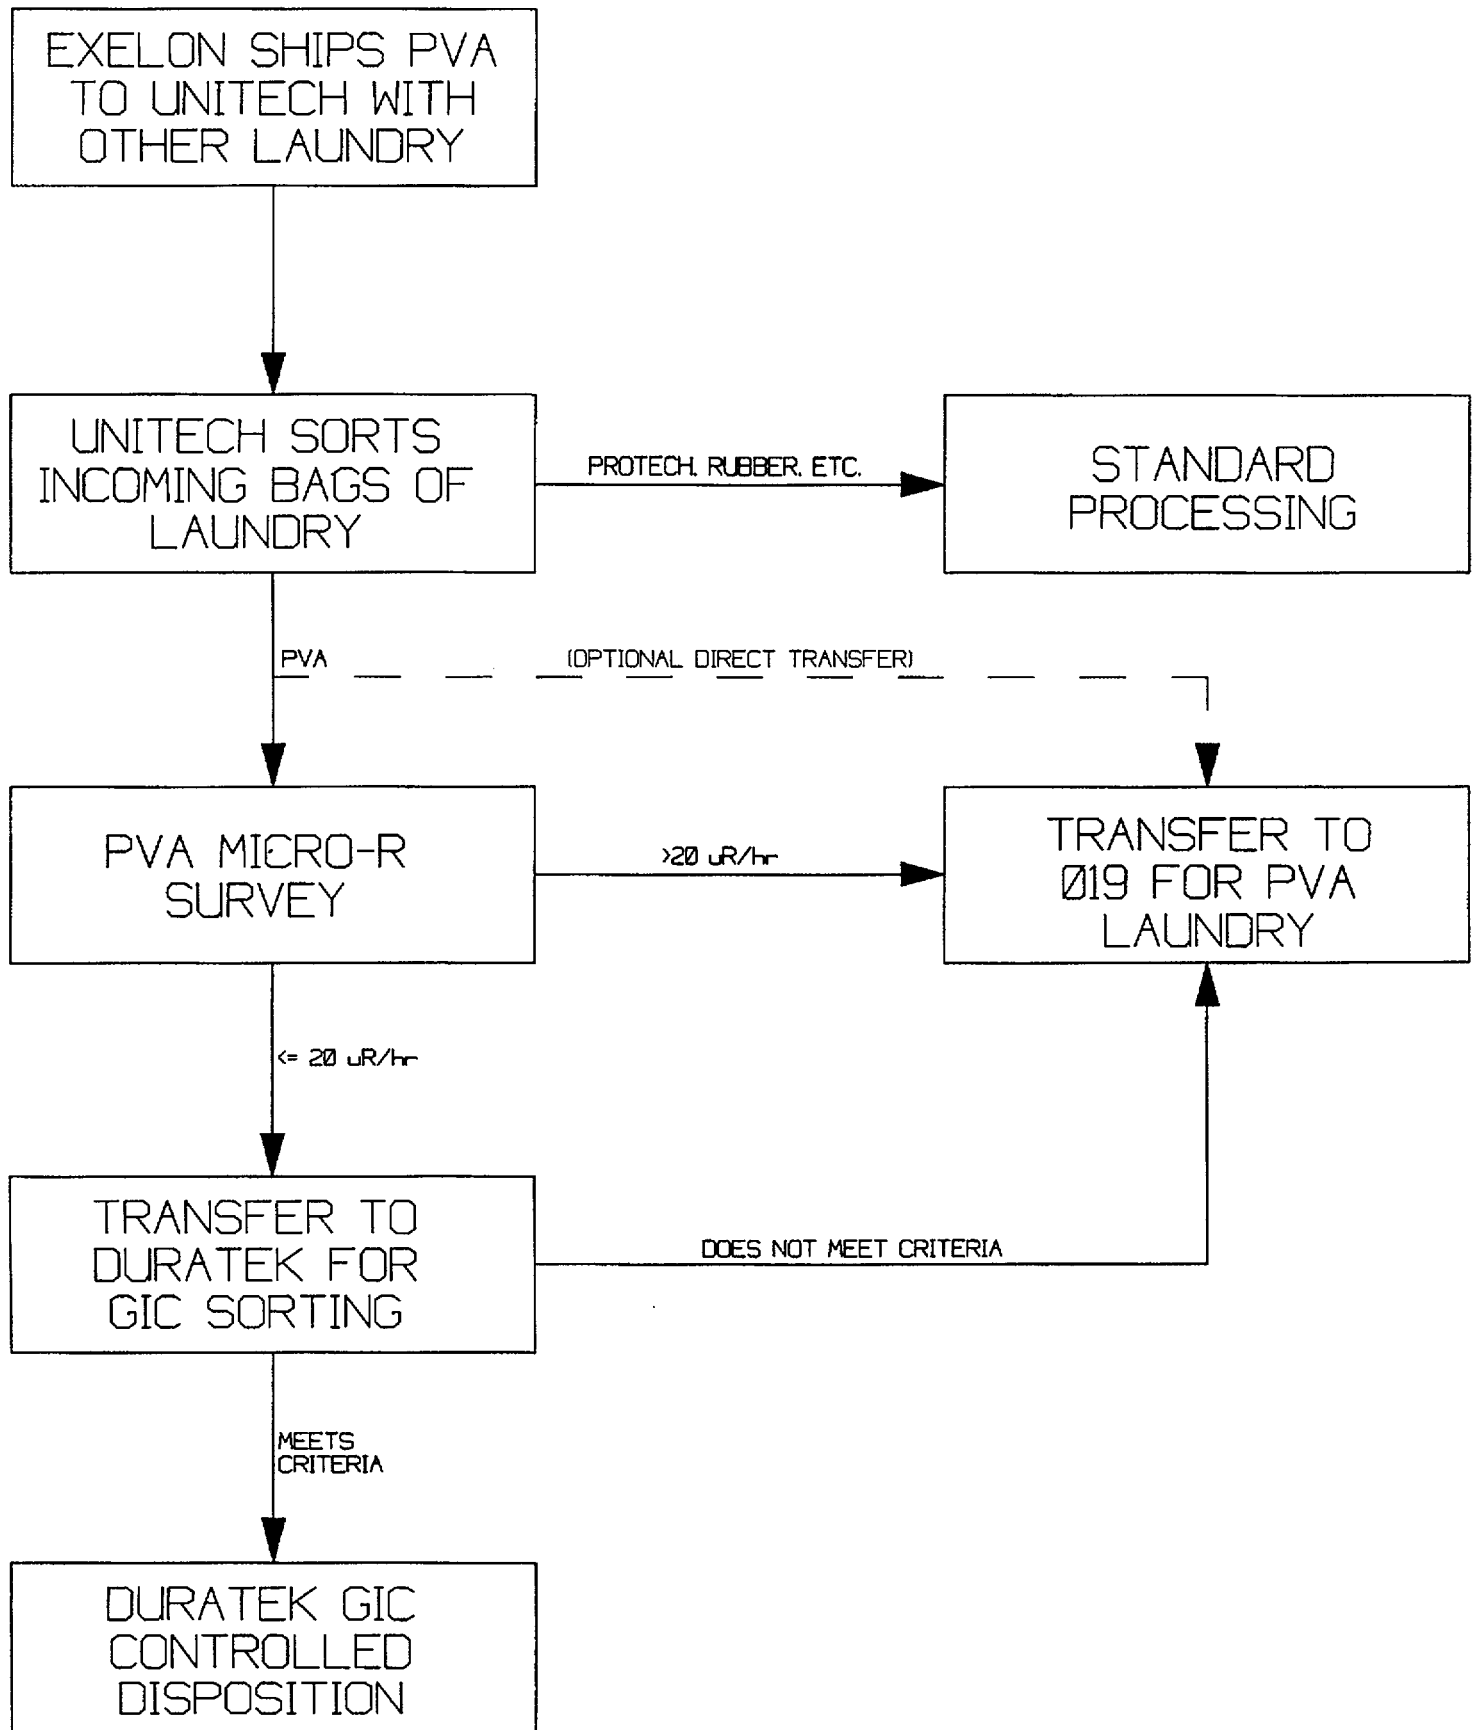 EXELON SHIPS PVA
TO UNITECH WITH
OTHER LAUNDRY
UNITECH SORTS
INCOMING BAGS OF
LAUNDRY
PROTECH. RUBBER. ETC.
STANDARD
PROCESSING
PVA
(OPTIONAL DIRECT TRANSFER)
PVA MICRO-R
SURVEY
>20 uR/hr
TRANSFER TO
Ø19 FOR PVA
LAUNDRY
<= 20 uR/hr
TRANSFER TO
DURATEK FOR
GIC SORTING
DOES NOT MEET CRITERIA
MEETS
CRITERIA
DURATEK GIC
CONTROLLED
DISPOSITION